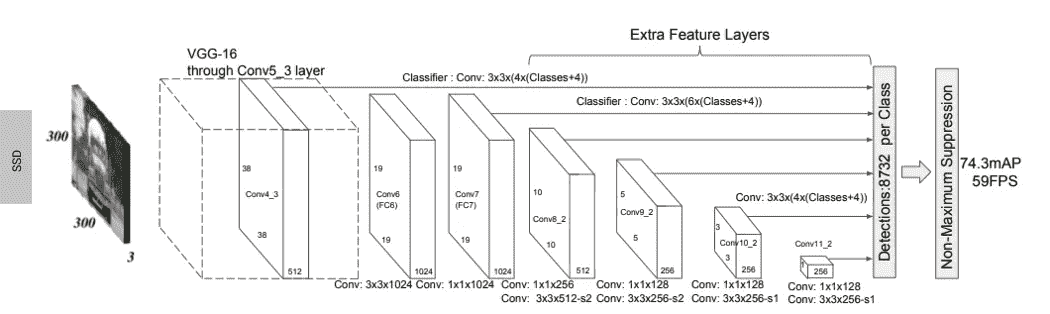 SSD
300
300
3
VGG-16
through Conv5_3 layer
38
Conv4_3
38
512
19
Conv6
(FC6)
19
1024
19
Conv7
(FC7)
19
1024
10
Conv8_2
10
512
5
Conv9_2
5
256
3
Conv10_2
3
256
Conv11_2
1
256
Extra Feature Layers
Classifier : Conv: 3x3x(4x(Classes+4))
Classifier : Conv: 3x3x(6x(Classes+4))
Conv: 3x3x(4x(Classes+4))
Conv: 3x3x1024
Conv: 1x1x1024
Conv: 1x1x256
Conv: 3x3x512-s2
Conv: 1x1x128
Conv: 3x3x256-s2
Conv: 1x1x128
Conv: 3x3x256-s1
Conv: 1x1x128
Conv: 3x3x256-s1
Detections:8732 per Class
Non-Maximum Suppression
74.3mAP
59FPS